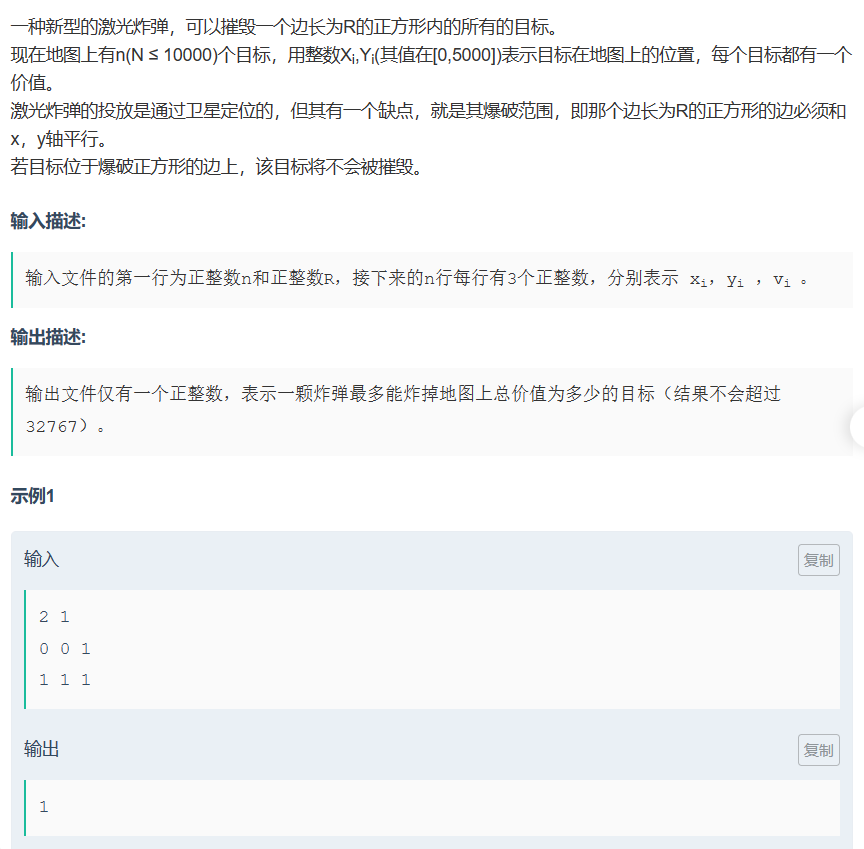 一种新型的激光炸弹，可以摧毁一个边长为R的正方形内的所有的目标。
现在地图上有n(N ≤ 10000)个目标，用整数Xi,Yi(其值在[0,5000])表示目标在地图上的位置，每个目标都有一个
价值。
激光炸弹的投放是通过卫星定位的，但其有一个缺点，就是其爆破范围，即那个边长为R的正方形的边必须和
x，y轴平行。
若目标位于爆破正方形的边上，该目标将不会被摧毁。
输入描述:
输入文件的第一行为正整数n和正整数R，接下来的n行每行有3个正整数，分别表示 xi，yi ，vi 。
输出描述:
输出文件仅有一个正整数，表示一颗炸弹最多能炸掉地图上总价值为多少的目标（结果不会超过
32767）。
示例1
输入
复制
2 1
0 0 1
1 1 1
输出
复制
1